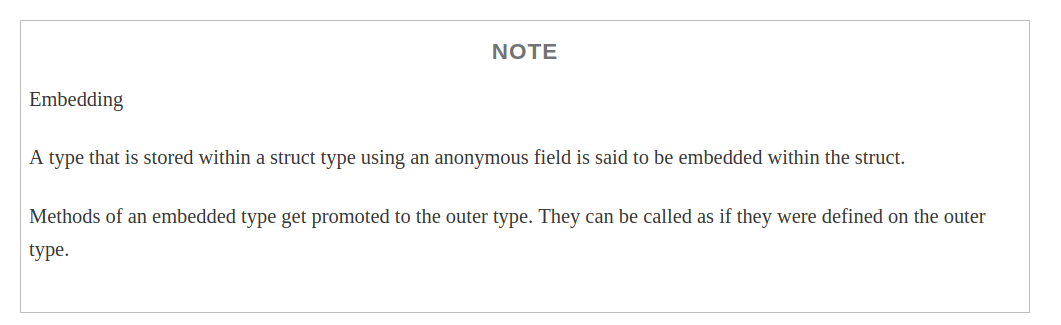 NOTE
Embedding
A type that is stored within a struct type using an anonymous field is said to be embedded within the struct.
Methods of an embedded type get promoted to the outer type. They can be called as if they were defined on the outer
type.